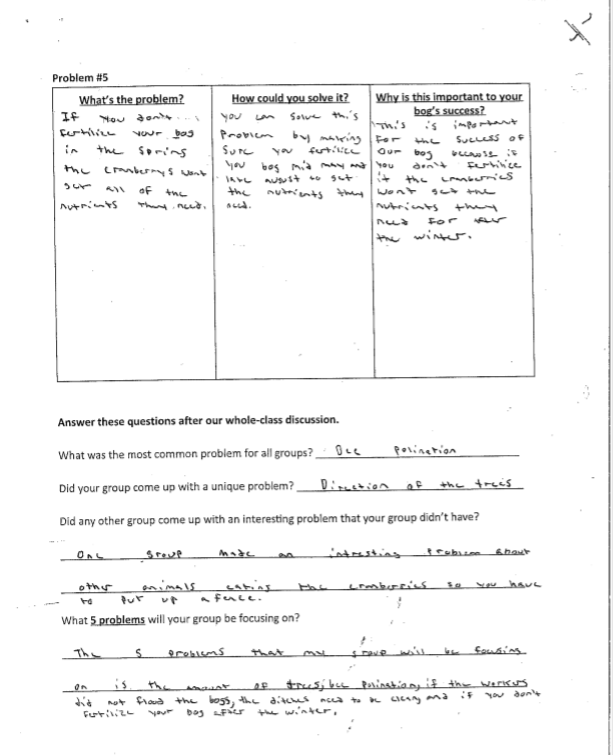 Problem #5
What's the problem?
If you don't
fertilize your bog
in the spring
the cranberrys wont
get all of the
nutrients they need.
How could you solve it?
you can solve this
problem by making
sure you fertilize
you bog mid may and
late august to get
the nutrients they
need.
Why is this important to your
bog's success?
This is important
for the success of
our bog because if
you don't fertilize
it the cranberries
wont get the
nutrients they
need for
the winter.
Answer these questions after our whole-class discussion.
What was the most common problem for all groups? Bee Polination
Did your group come up with a unique problem? Direction of the trees
Did any other group come up with an interesting problem that your group didn't have?
One group made an intresting problem about
other animals eating the cranberries so you have
to put up a fence.
What 5 problems will your group be focusing on?
The 5 problems that my group will be focusing
on is the amount of trees, bee polination, if the workers
did not flood the bogs, the ditches need to be clean, and if you don't
fertilize your bog after the winter.